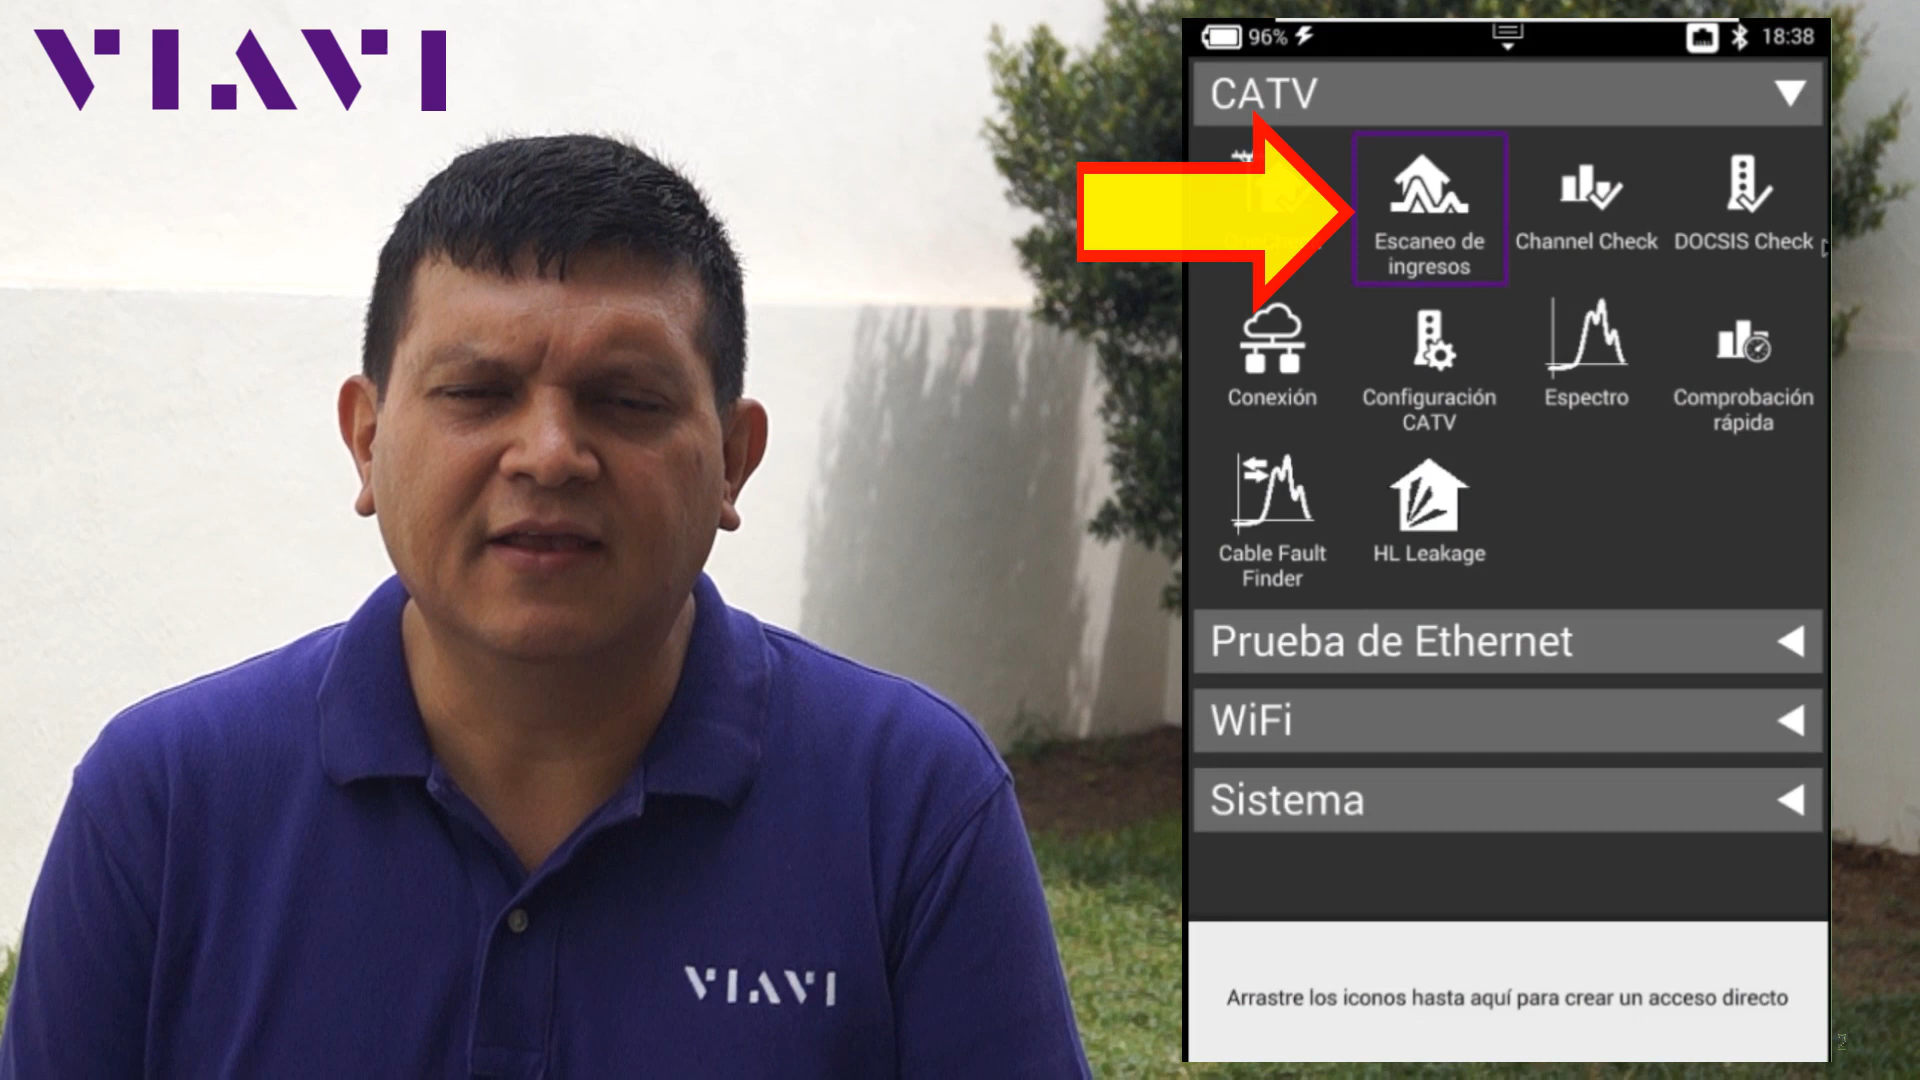 VIAVI
96%
18:38
CATV
Escaneo de
ingresos
Channel Check
DOCSIS Check
Conexión
Configuración
CATV
Espectro
Comprobación
rápida
Cable Fault
Finder
HL Leakage
Prueba de Ethernet
WiFi
Sistema
Arrastre los iconos hasta aquí para crear un acceso directo
VIAVI